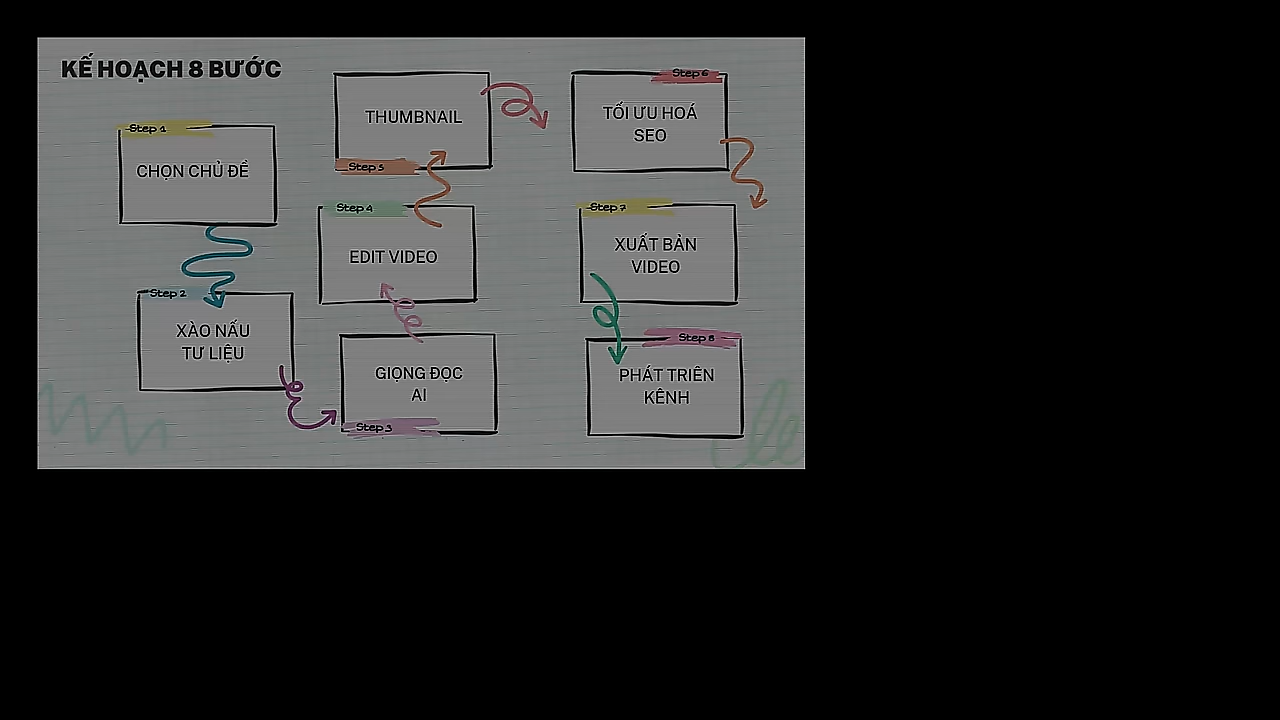 KẾ HOẠCH 8 BƯỚC
Step 1
CHỌN CHỦ ĐỀ
Step 2
XÀO NẤU
TƯ LIỆU
Step 3
GIỌNG ĐỌC
AI
Step 4
EDIT VIDEO
Step 5
THUMBNAIL
Step 6
TỐI ƯU HOÁ
SEO
Step 7
XUẤT BẢN
VIDEO
Step 8
PHÁT TRIỂN
KÊNH